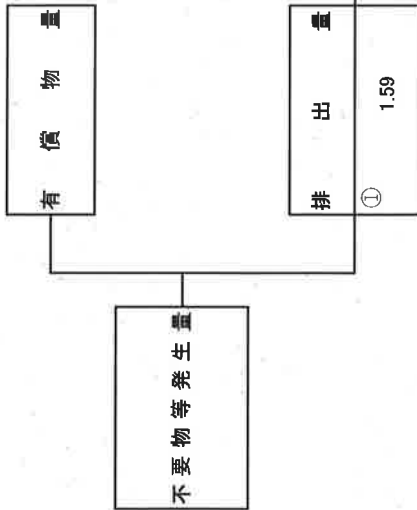 不要物等発生量
有償物量
排出量
①
1.59